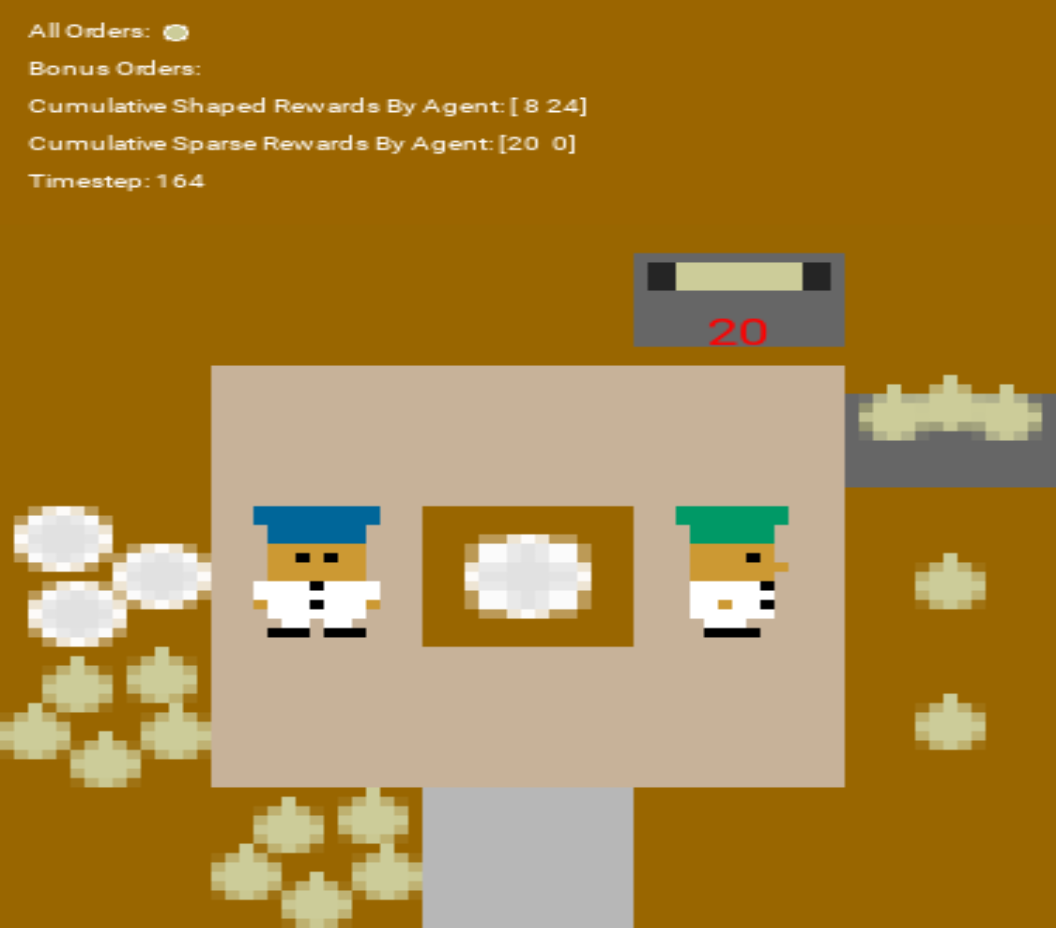 All Orders:
Bonus Orders:
Cumulative Shaped Rewards By Agent: [ 8 24]
Cumulative Sparse Rewards By Agent: [20  0]
Timestep: 164
20